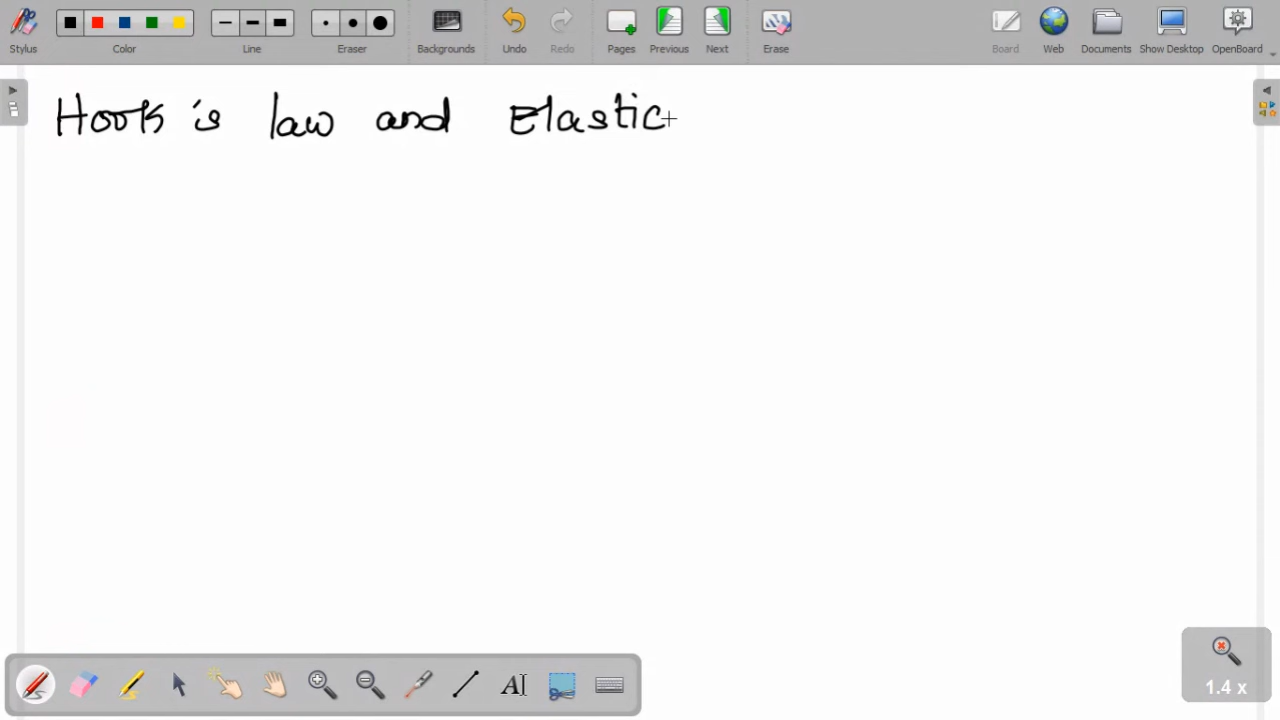 Stylus Color Line Eraser Backgrounds Undo Redo Pages Previous Next Erase Board Web Documents Show Desktop OpenBoard
Hook is law and Elastic
AI
1.4 x